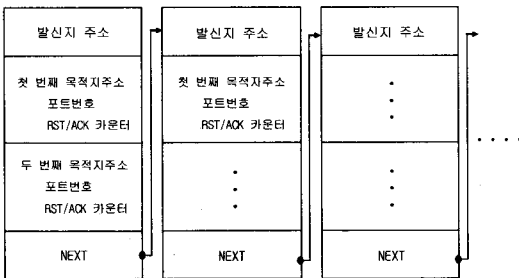 발신지 주소
첫 번째 목적지주소
포트번호
RST/ACK 카운터
두 번째 목적지주소
포트번호
RST/ACK 카운터
NEXT
발신지 주소
첫 번째 목적지주소
포트번호
RST/ACK 카운터
NEXT
발신지 주소
NEXT